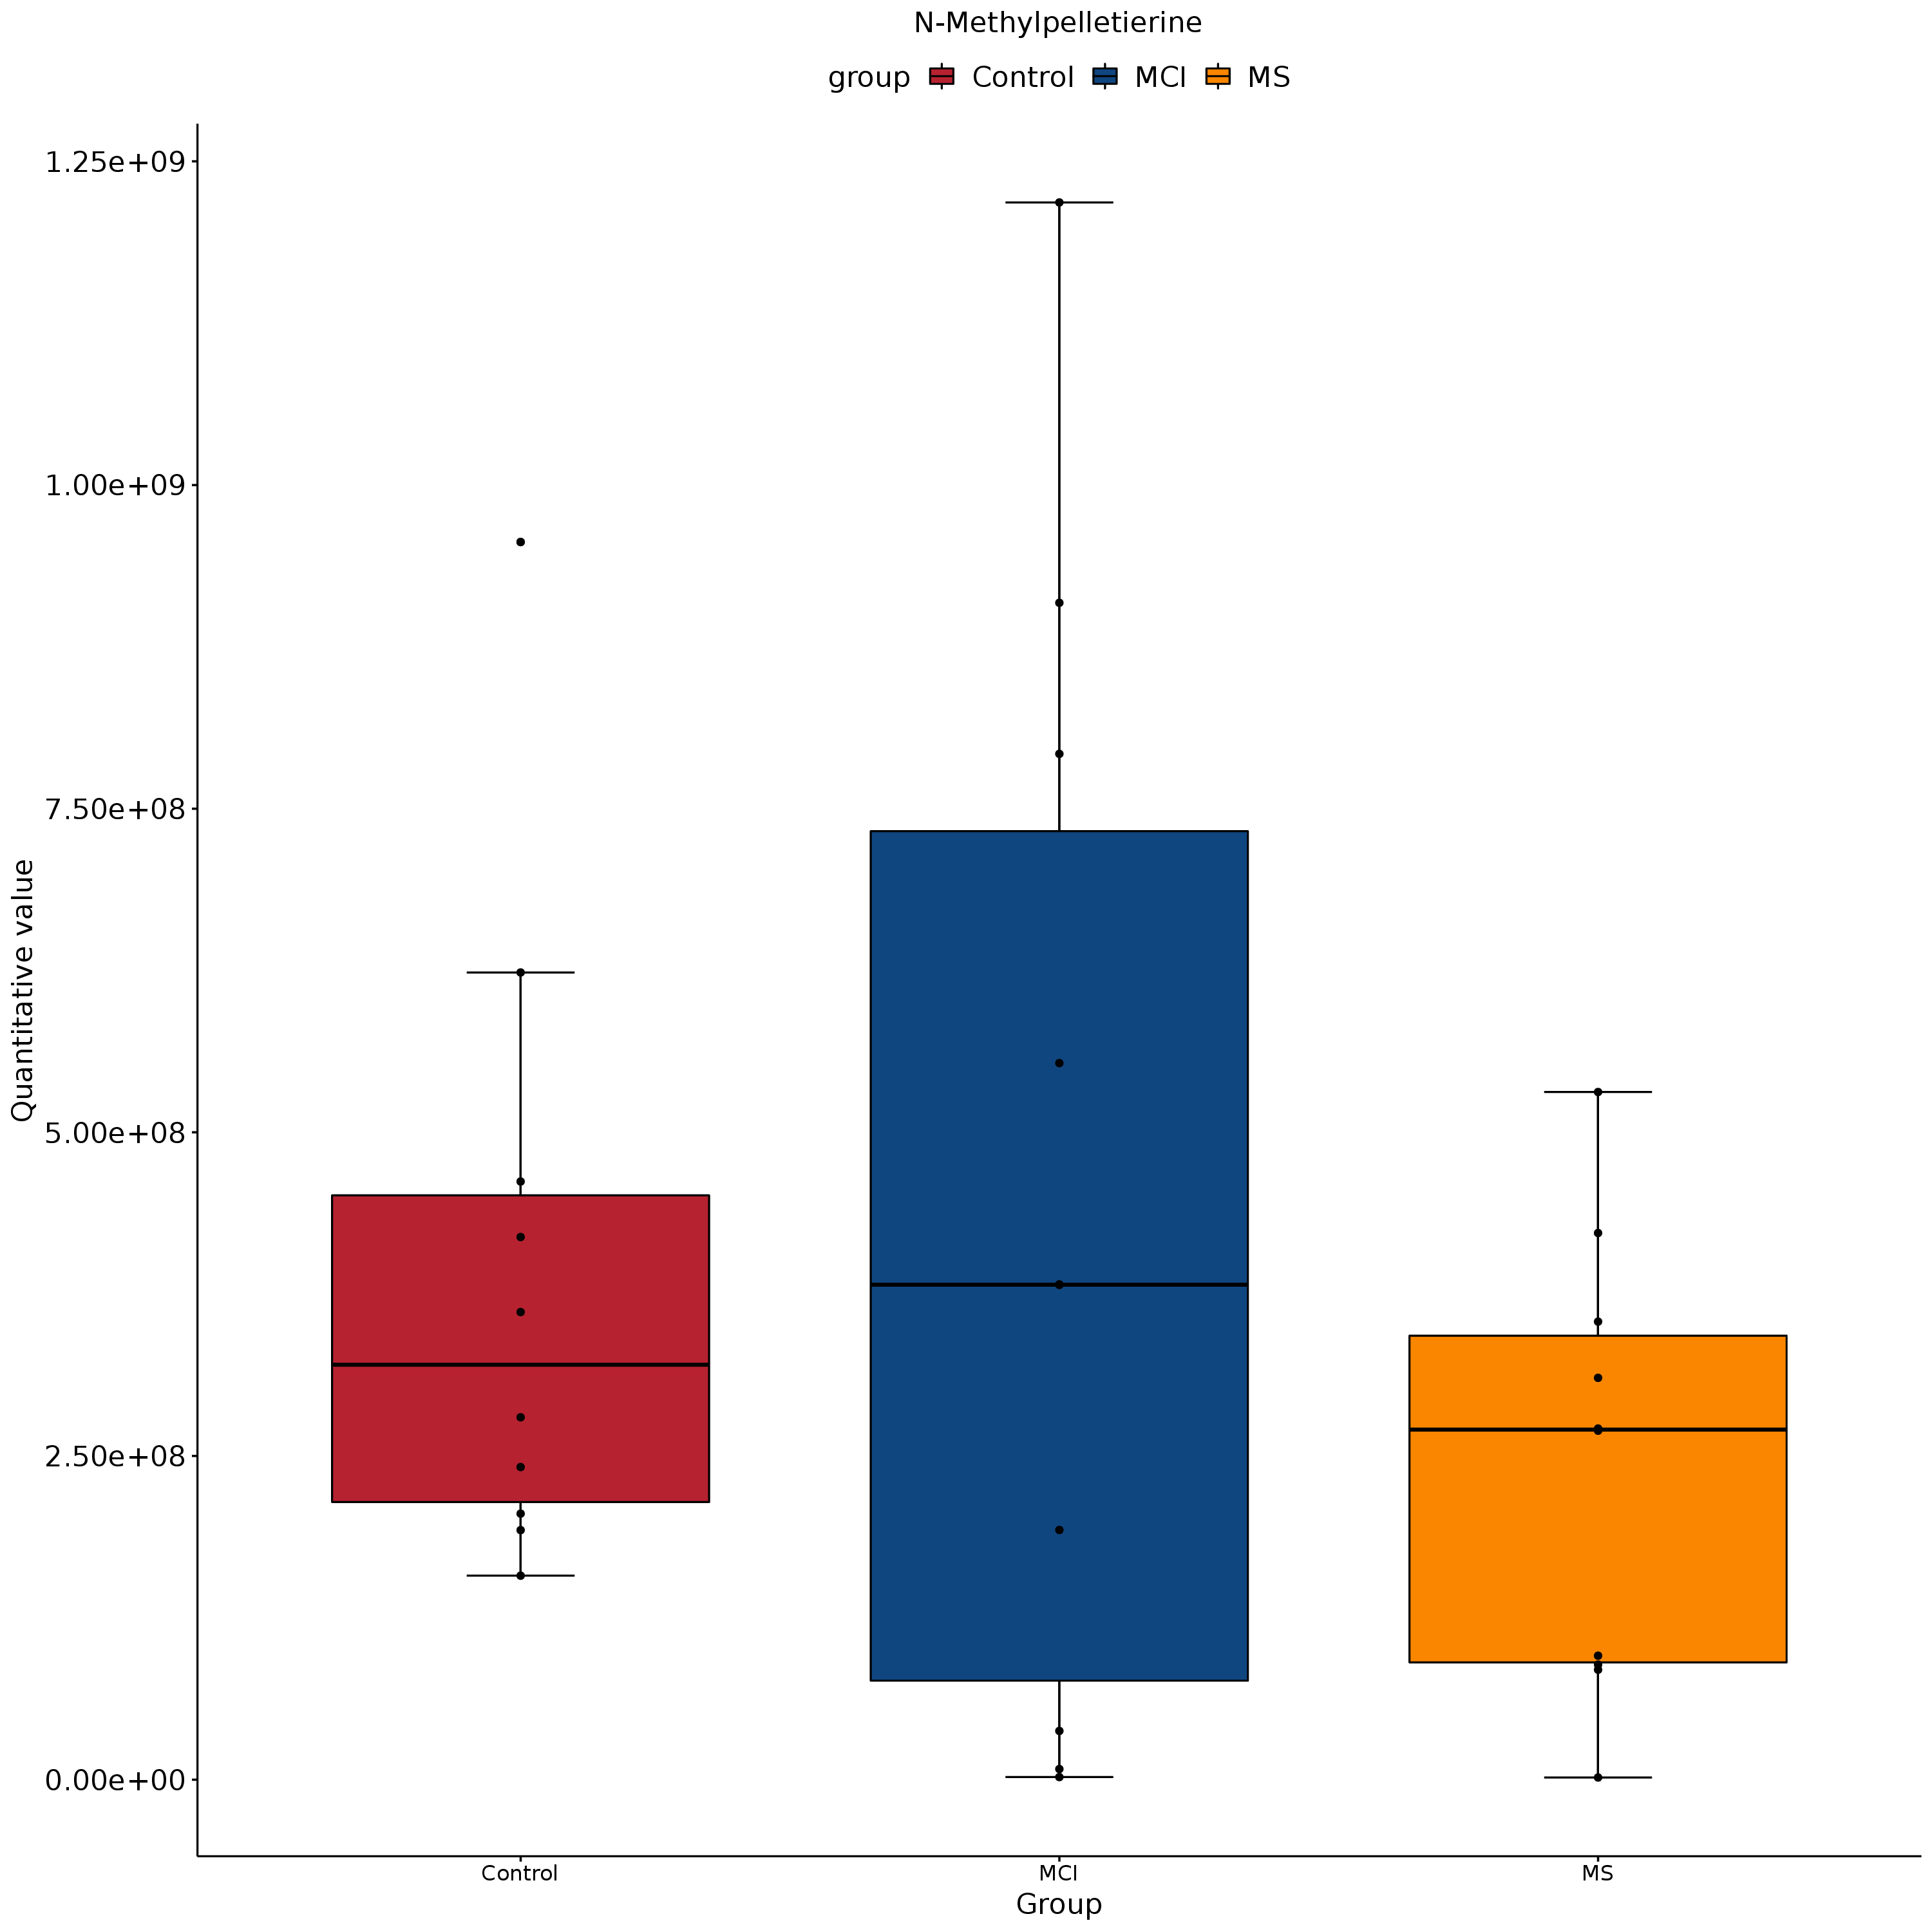 N-Methylpelletierine
group Control MCI MS
1.25e+09
1.00e+09
7.50e+08
5.00e+08
2.50e+08
0.00e+00
Quantitative value
Control MCI MS
Group